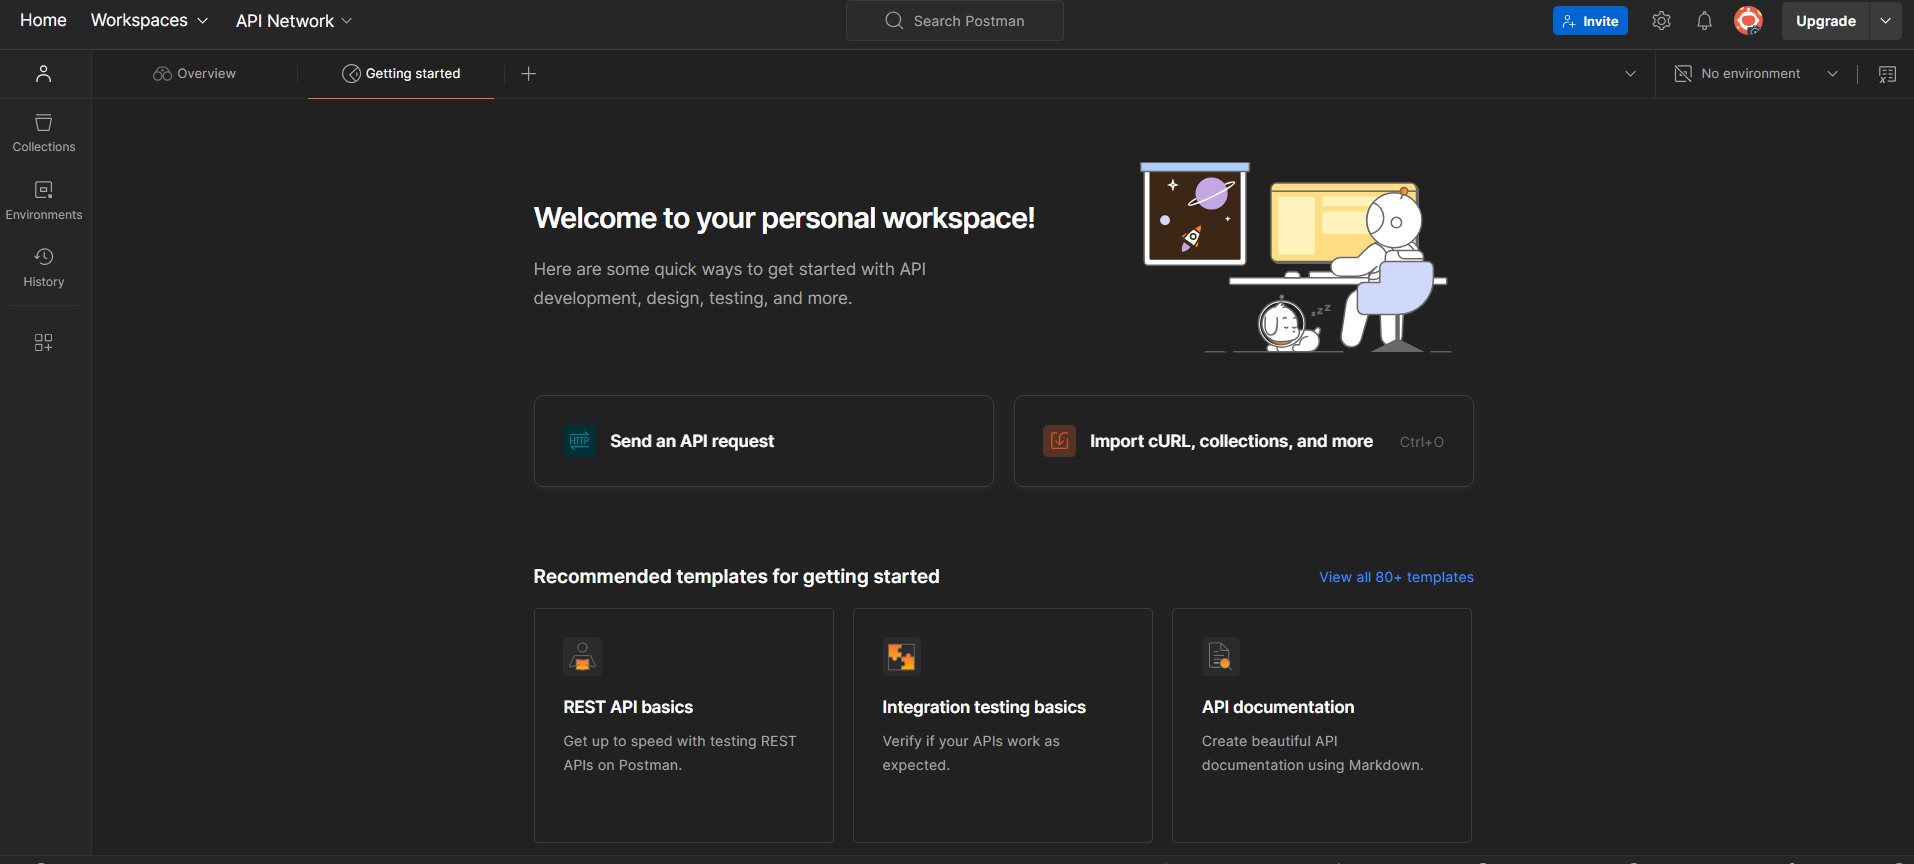 Home Workspaces API Network Search Postman Invite Upgrade
Overview Getting started No environment
Collections
Environments
History
Welcome to your personal workspace!
Here are some quick ways to get started with API
development, design, testing, and more.
z z z
HTTP Send an API request
Import cURL, collections, and more Ctrl+O
Recommended templates for getting started View all 80+ templates
REST API basics
Get up to speed with testing REST
APIs on Postman.
Integration testing basics
Verify if your APIs work as
expected.
API documentation
Create beautiful API
documentation using Markdown.